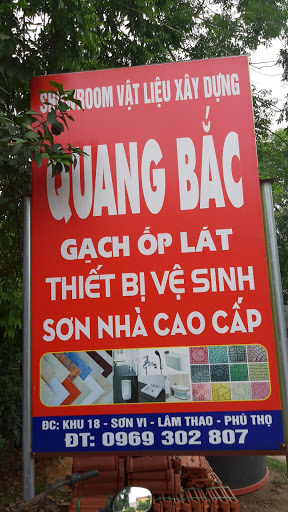 SHOWROOM VẬT LIỆU XÂY DỰNG
QUANG BẮC
GẠCH ỐP LÁT
THIẾT BỊ VỆ SINH
SƠN NHÀ CAO CẤP
ĐC: KHU 18 - SƠN VI - LÂM THAO - PHÚ THỌ
ĐT: 0969 302 807